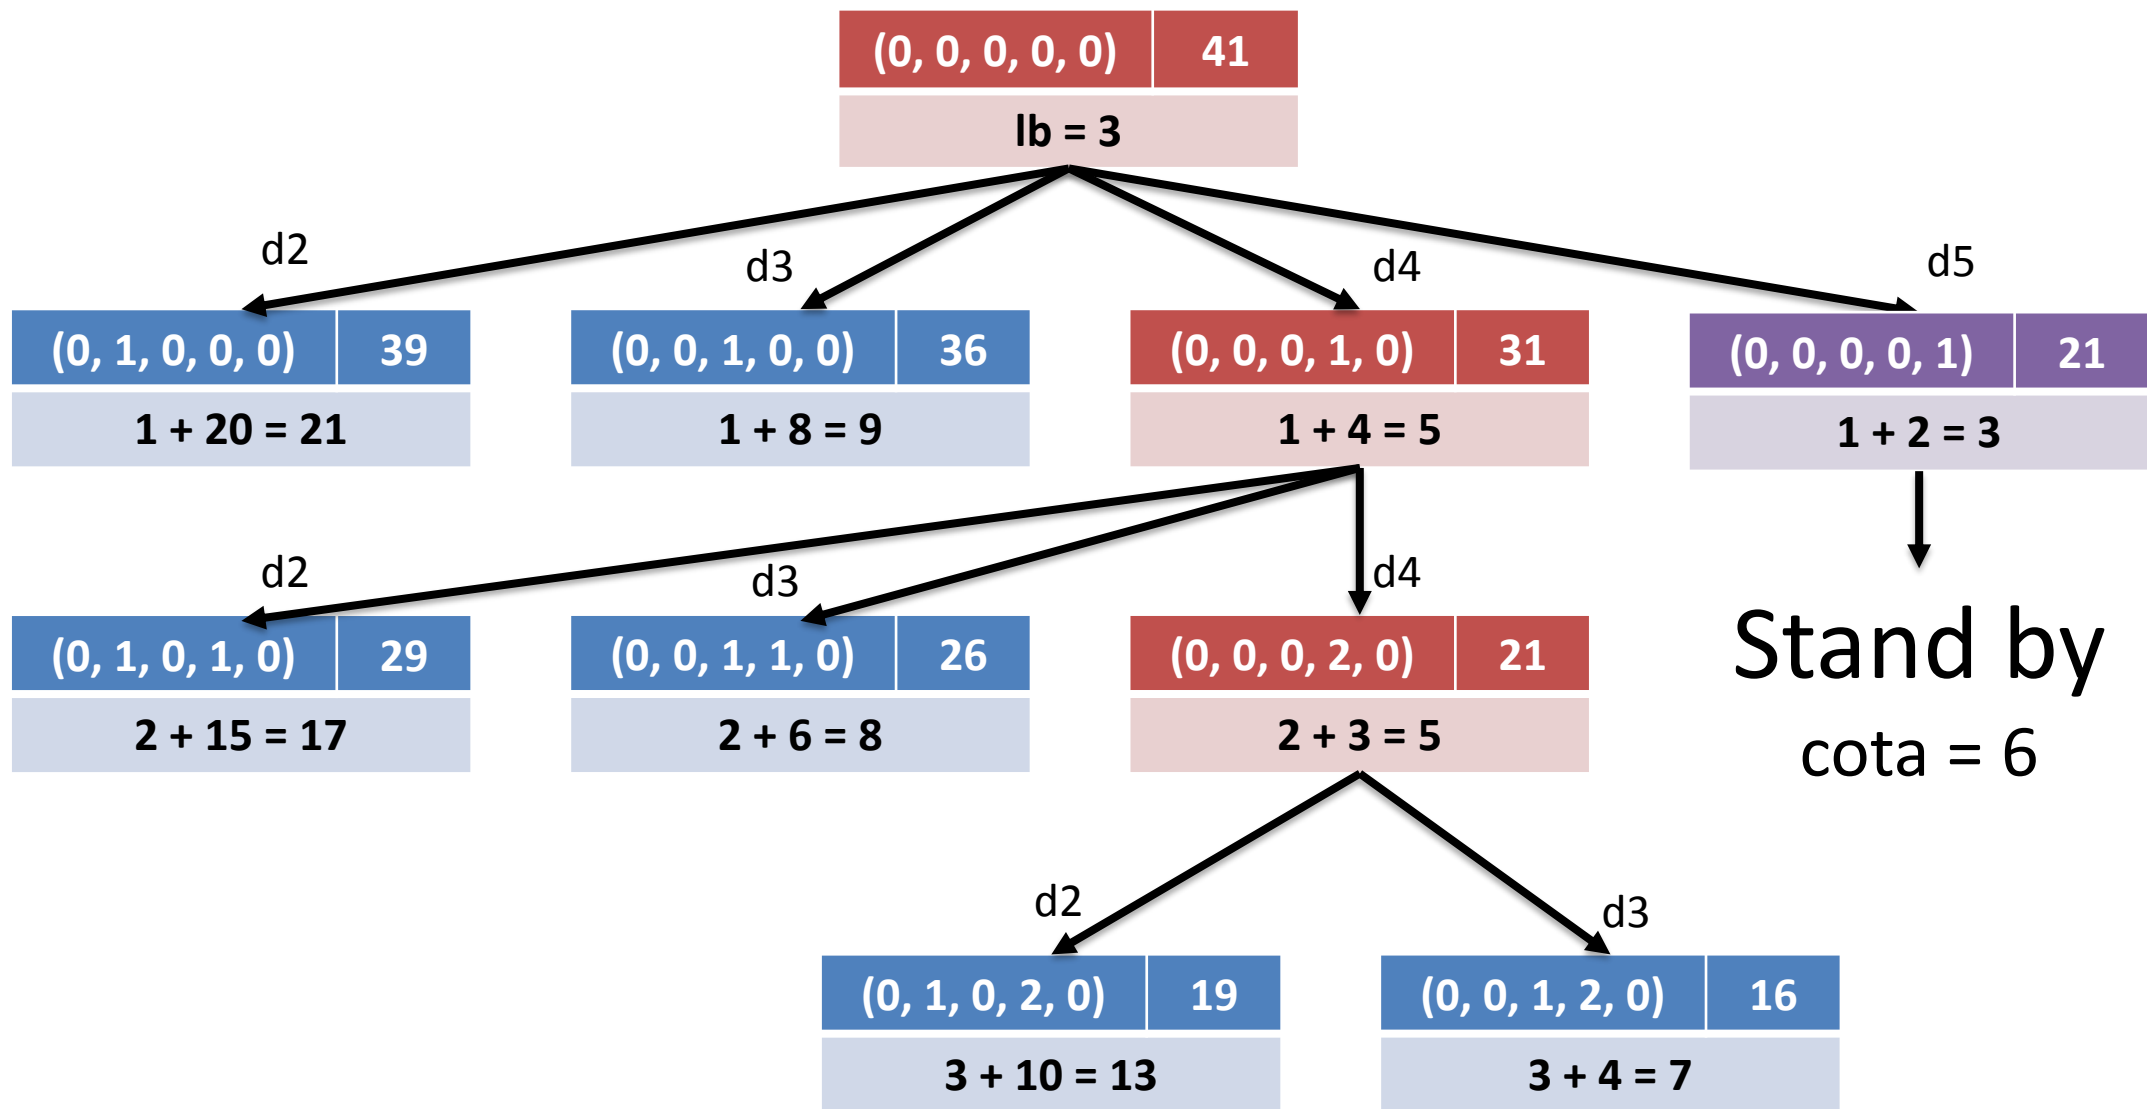 (0, 0, 0, 0, 0) 41
lb = 3
d2
d3
d4
d5
(0, 1, 0, 0, 0) 39
1 + 20 = 21
(0, 0, 1, 0, 0) 36
1 + 8 = 9
(0, 0, 0, 1, 0) 31
1 + 4 = 5
(0, 0, 0, 0, 1) 21
1 + 2 = 3
d2
d3
d4
(0, 1, 0, 1, 0) 29
2 + 15 = 17
(0, 0, 1, 1, 0) 26
2 + 6 = 8
(0, 0, 0, 2, 0) 21
2 + 3 = 5
Stand by
cota = 6
d2
d3
(0, 1, 0, 2, 0) 19
3 + 10 = 13
(0, 0, 1, 2, 0) 16
3 + 4 = 7